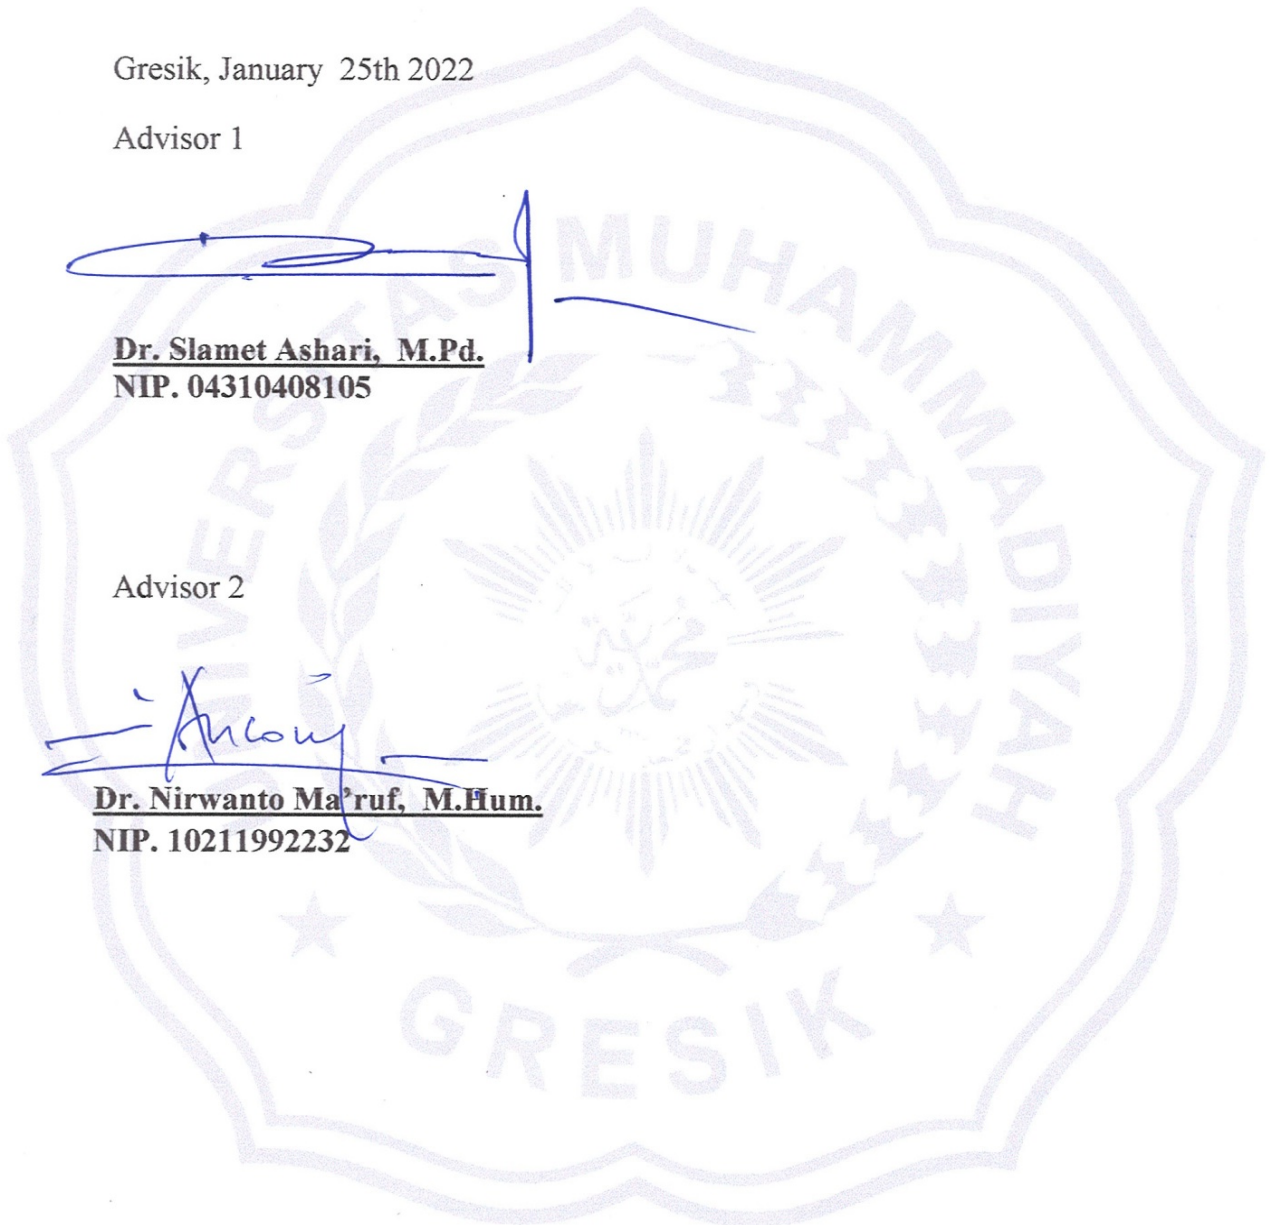 Gresik, January 25th 2022
Advisor 1
Dr. Slamet Ashari, M.Pd.
NIP. 04310408105
Advisor 2
Dr. Nirwanto Ma'ruf, M.Hum.
NIP. 10211992232
UNIVERSITAS MUHAMMADIYAH
GRESIK